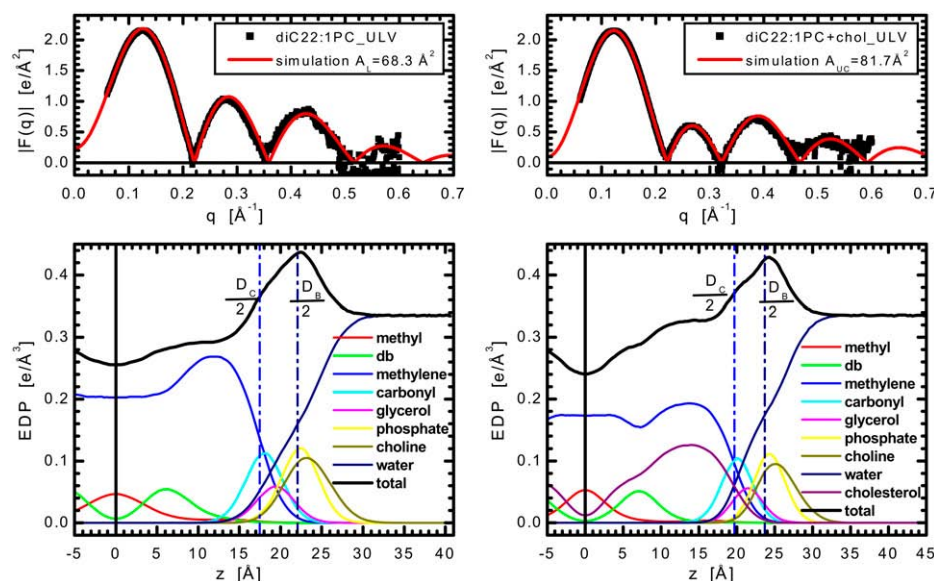 diC22:1PC_ULV
simulation A_L=68.3 Å²
|F(q)| [e/Å²]
2.0
1.5
1.0
0.5
0.0
0.0 0.1 0.2 0.3 0.4 0.5 0.6 0.7
q [Å⁻¹]
diC22:1PC+chol_ULV
simulation A_UC=81.7Å²
|F(q)| [e/Å²]
2.0
1.5
1.0
0.5
0.0
0.0 0.1 0.2 0.3 0.4 0.5 0.6 0.7
q [Å⁻¹]
EDP [e/Å³]
0.4
0.3
0.2
0.1
0.0
D_C
2
D_B
2
methyl
db
methylene
carbonyl
glycerol
phosphate
choline
water
total
-5 0 5 10 15 20 25 30 35 40
z [Å]
EDP [e/Å³]
0.4
0.3
0.2
0.1
0.0
D_C
2
D_B
2
methyl
db
methylene
carbonyl
glycerol
phosphate
choline
water
cholesterol
total
-5 0 5 10 15 20 25 30 35 40 45
z [Å]